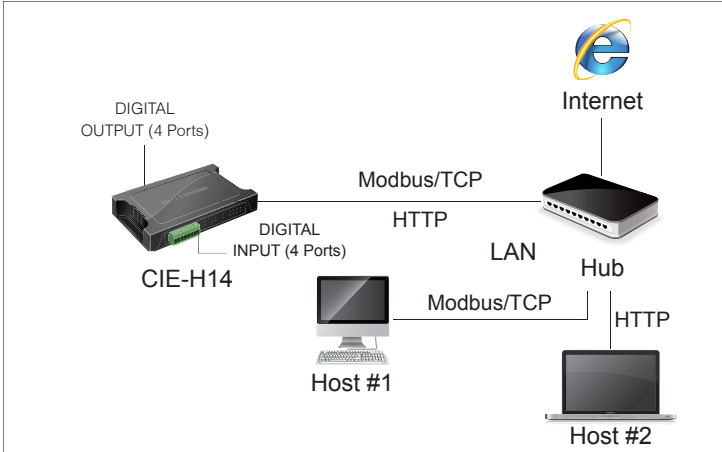 Internet
DIGITAL
OUTPUT (4 Ports)
Modbus/TCP
HTTP
DIGITAL
INPUT (4 Ports)
LAN
Hub
CIE-H14
Modbus/TCP
HTTP
Host #1
Host #2